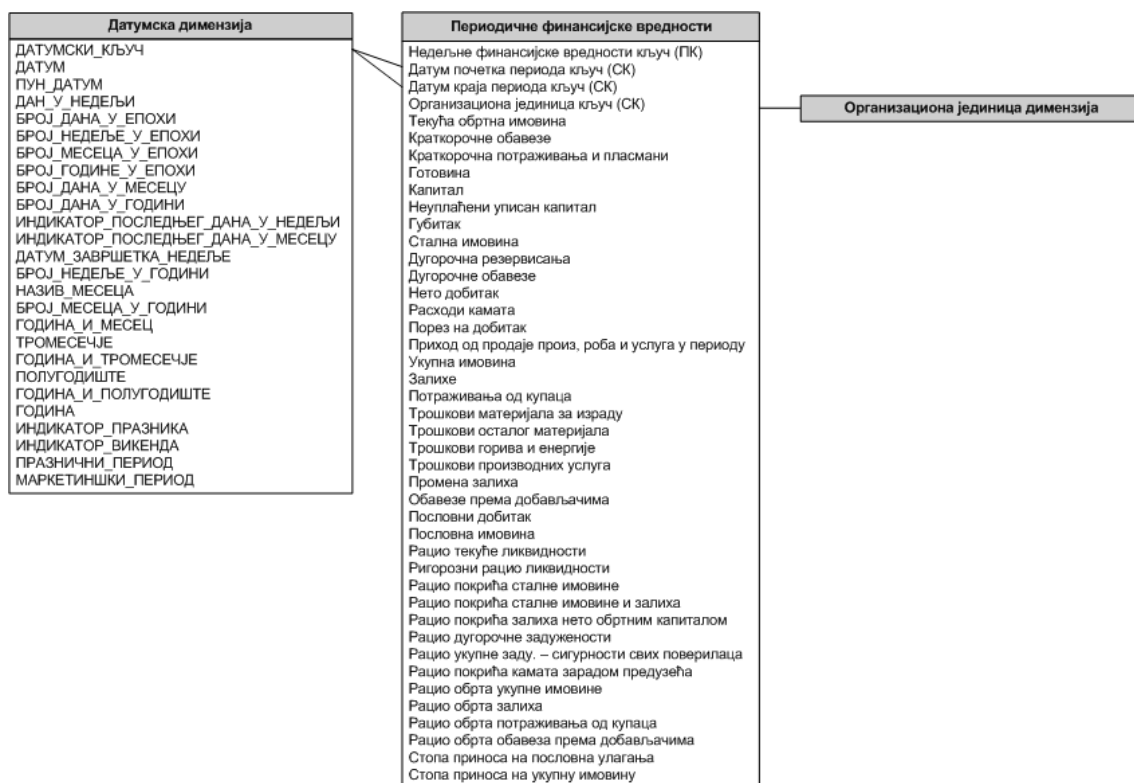 Датумска димензија
ДАТУМСКИ_КЉУЧ
ДАТУМ
ПУН_ДАТУМ
ДАН_У_НЕДЕЉИ
БРОЈ_ДАНА_У_ЕПОХИ
БРОЈ_НЕДЕЉЕ_У_ЕПОХИ
БРОЈ_МЕСЕЦА_У_ЕПОХИ
БРОЈ_ГОДИНЕ_У_ЕПОХИ
БРОЈ_ДАНА_У_МЕСЕЦУ
БРОЈ_ДАНА_У_ГОДИНИ
ИНДИКАТОР_ПОСЛЕДЊЕГ_ДАНА_У_НЕДЕЉИ
ИНДИКАТОР_ПОСЛЕДЊЕГ_ДАНА_У_МЕСЕЦУ
ДАТУМ_ЗАВРШЕТКА_НЕДЕЉЕ
БРОЈ_НЕДЕЉЕ_У_ГОДИНИ
НАЗИВ_МЕСЕЦА
БРОЈ_МЕСЕЦА_У_ГОДИНИ
ГОДИНА_И_МЕСЕЦ
ТРОМЕСЕЧЈЕ
ГОДИНА_И_ТРОМЕСЕЧЈЕ
ПОЛУГОДИШТЕ
ГОДИНА_И_ПОЛУГОДИШТЕ
ГОДИНА
ИНДИКАТОР_ПРАЗНИКА
ИНДИКАТОР_ВИКЕНДА
ПРАЗНИЧНИ_ПЕРИОД
МАРКЕТИНШКИ_ПЕРИОД
Периодичне финансијске вредности
Недељне финансијске вредности кључ (ПК)
Датум почетка периода кључ (СК)
Датум краја периода кључ (СК)
Организациона јединица кључ (СК)
Текућа обртна имовина
Краткорочне обавезе
Краткорочна потраживања и пласмани
Готовина
Капитал
Неуплаћени уписан капитал
Губитак
Стална имовина
Дугорочна резервисања
Дугорочне обавезе
Нето добитак
Расходи камата
Порез на добитак
Приход од продаје произ, роба и услуга у периоду
Укупна имовина
Залихе
Потраживања од купаца
Трошкови материјала за израду
Трошкови осталог материјала
Трошкови горива и енергије
Трошкови производних услуга
Промена залиха
Обавезе према добављачима
Пословни добитак
Пословна имовина
Рацио текуће ликвидности
Ригорозни рацио ликвидности
Рацио покрића сталне имовине
Рацио покрића сталне имовине и залиха
Рацио покрића залиха нето обртним капиталом
Рацио дугорочне задужености
Рацио укупне заду. – сигурности свих поверилаца
Рацио покрића камата зарадом предузећа
Рацио обрта укупне имовине
Рацио обрта залиха
Рацио обрта потраживања од купаца
Рацио обрта обавеза према добављачима
Стопа приноса на пословна улагања
Стопа приноса на укупну имовину
Организациона јединица димензија